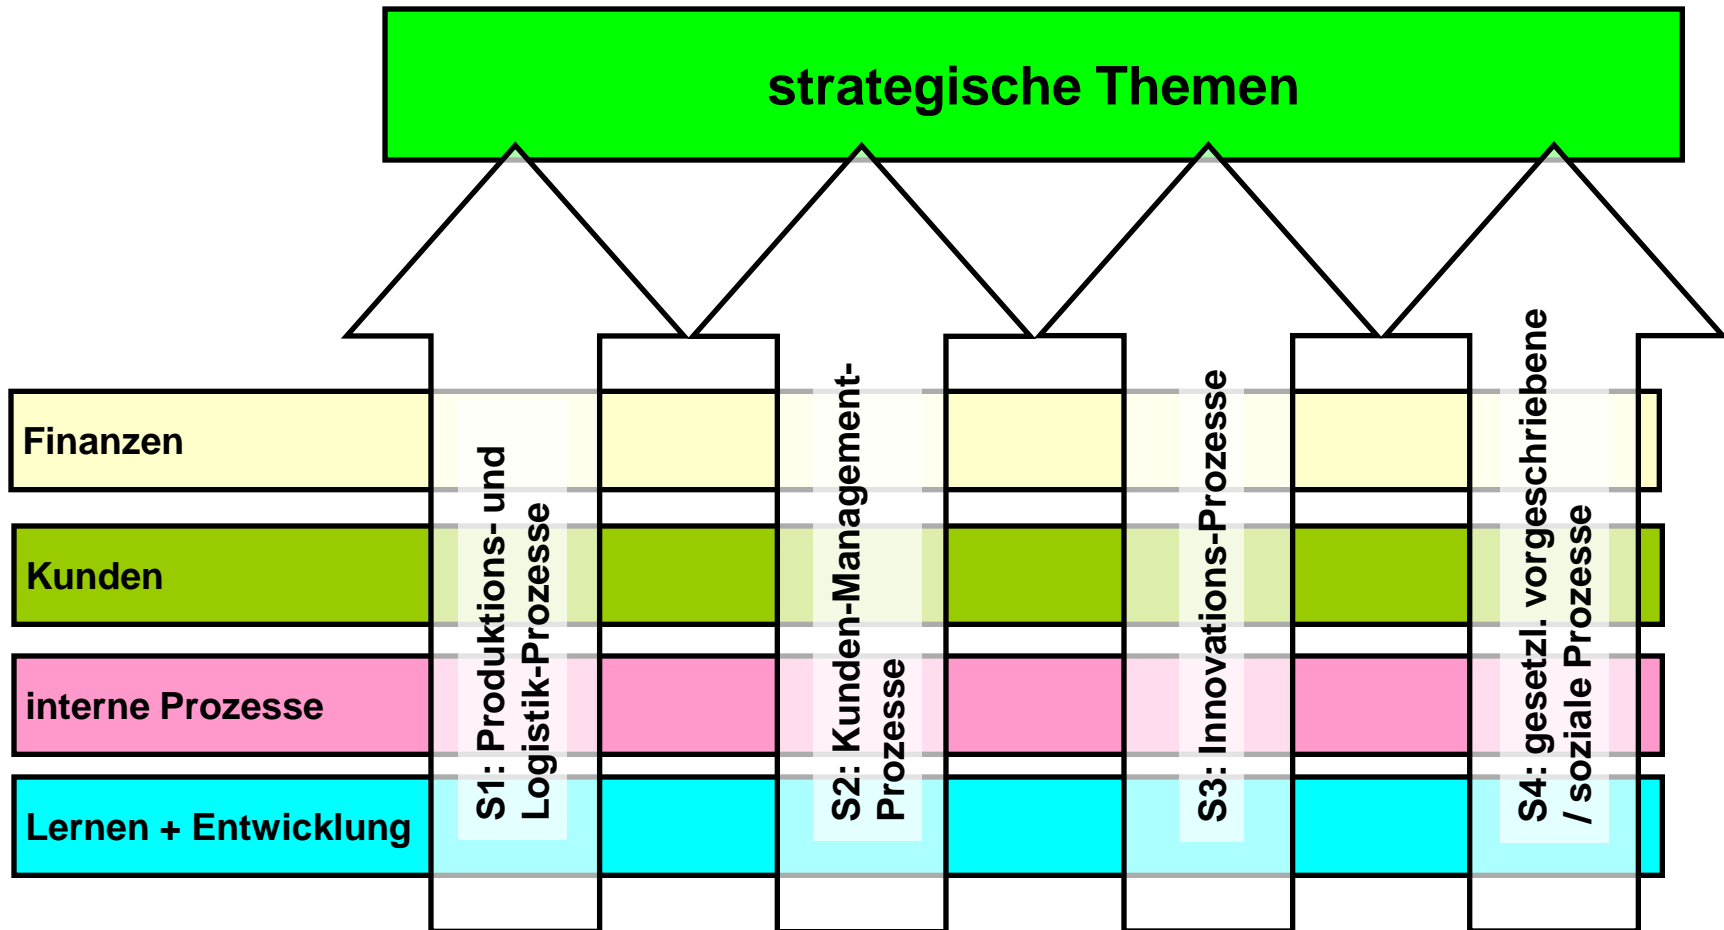 strategische Themen
Finanzen
Kunden
interne Prozesse
Lernen + Entwicklung
S1: Produktions- und
Logistik-Prozesse
S2: Kunden-Management-
Prozesse
S3: Innovations-Prozesse
S4: gesetzl. vorgeschriebene
/ soziale Prozesse